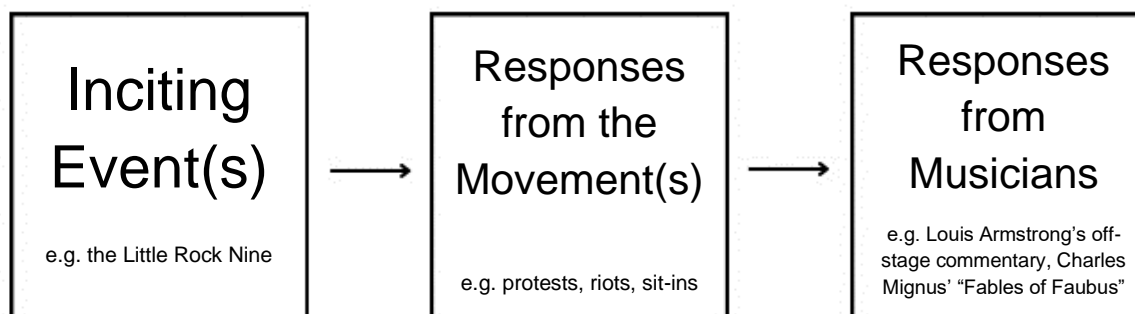 Inciting
Event(s)
e.g. the Little Rock Nine
Responses
from the
Movement(s)
e.g. protests, riots, sit-ins
Responses
from
Musicians
e.g. Louis Armstrong’s off-
stage commentary, Charles
Mignus’ “Fables of Faubus”